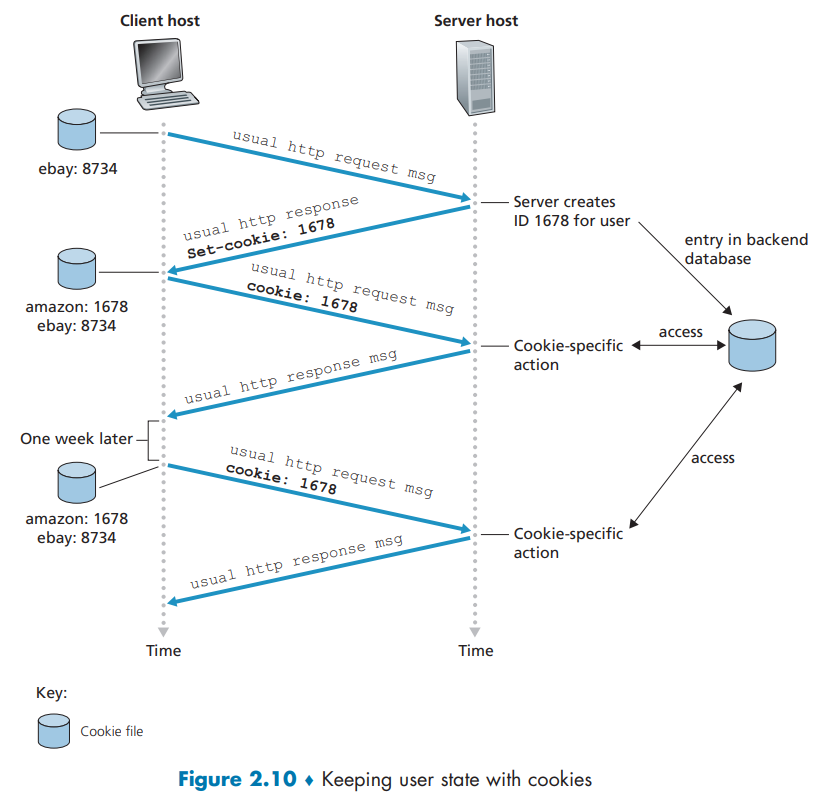 Client host
Server host
ebay: 8734
usual http request msg
Server creates
ID 1678 for user
entry in backend
database
usual http response
Set-cookie: 1678
amazon: 1678
ebay: 8734
usual http request msg
cookie: 1678
Cookie-specific
action
access
usual http response msg
One week later
amazon: 1678
ebay: 8734
usual http request msg
cookie: 1678
access
Cookie-specific
action
usual http response msg
Time
Time
Key:
Cookie file
Figure 2.10 ♦ Keeping user state with cookies